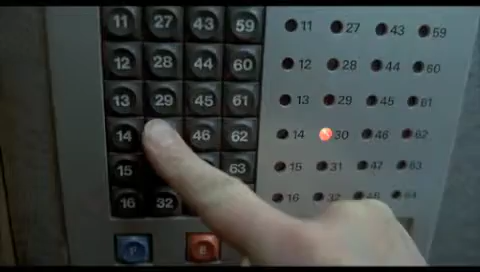 11 27 43 59 11 27 43 59
12 28 44 60 12 28 44 60
13 29 45 61 13 29 45 61
14 46 62 14 30 46 62
15 63 15 31 47 63
16 32 16 32 48 64
P